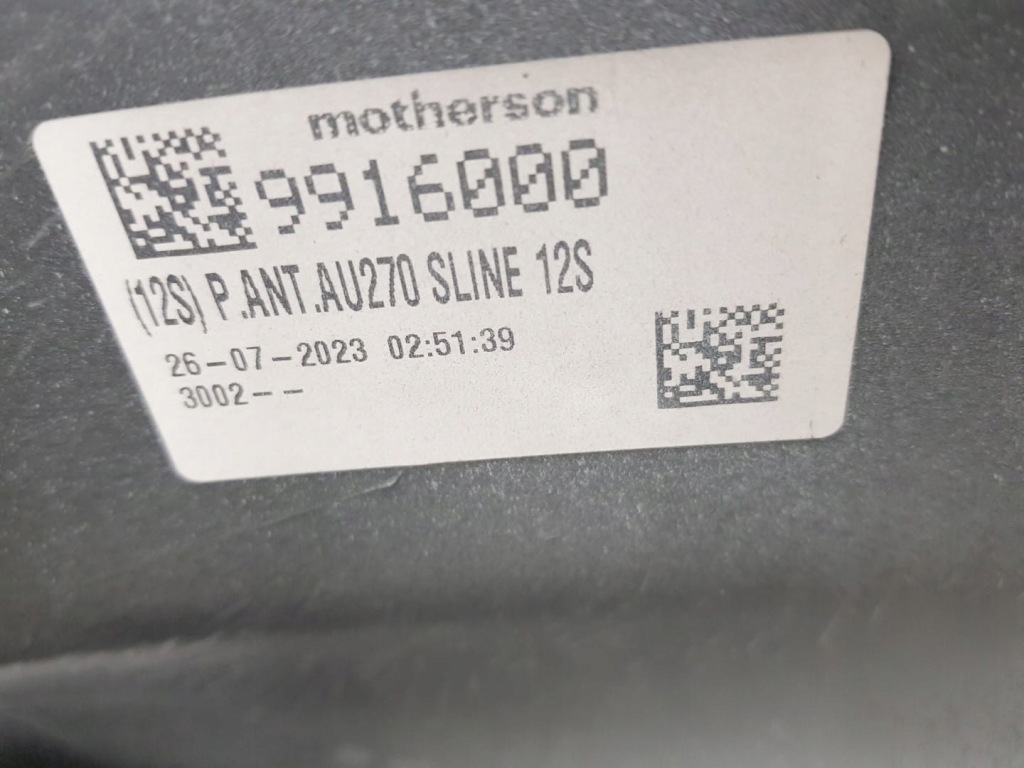 motherson
9916000
(12S) P.ANT.AU270 SLINE 12S
26-07-2023 02:51:39
3002--